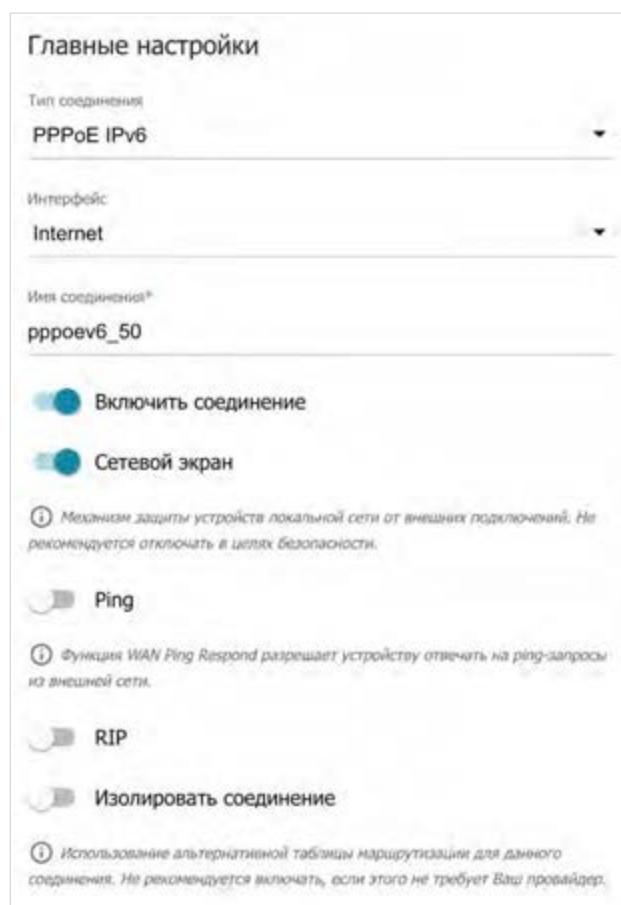 Главные настройки
Тип соединения
PPPoE IPv6
Интерфейс
Internet
Имя соединения*
pppoev6_50
Включить соединение
Сетевой экран
Механизм защиты устройств локальной сети от внешних подключений. Не
рекомендуется отключать в целях безопасности.
Ping
Функция WAN Ping Respond разрешает устройству отвечать на ping-запросы
из внешней сети.
RIP
Изолировать соединение
Использование альтернативной таблицы маршрутизации для данного
соединения. Не рекомендуется включать, если этого не требует Ваш провайдер.